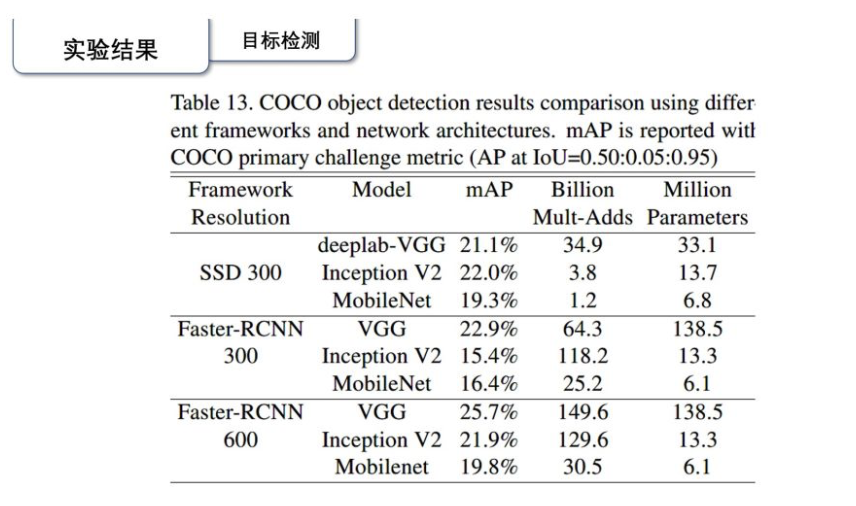 实验结果
目标检测
Table 13. COCO object detection results comparison using differ-
ent frameworks and network architectures. mAP is reported with
COCO primary challenge metric (AP at IoU=0.50:0.05:0.95)
Framework Model mAP Billion Million
Resolution Mult-Adds Parameters
deeplab-VGG 21.1% 34.9 33.1
SSD 300 Inception V2 22.0% 3.8 13.7
MobileNet 19.3% 1.2 6.8
Faster-RCNN VGG 22.9% 64.3 138.5
300 Inception V2 15.4% 118.2 13.3
MobileNet 16.4% 25.2 6.1
Faster-RCNN VGG 25.7% 149.6 138.5
600 Inception V2 21.9% 129.6 13.3
Mobilenet 19.8% 30.5 6.1